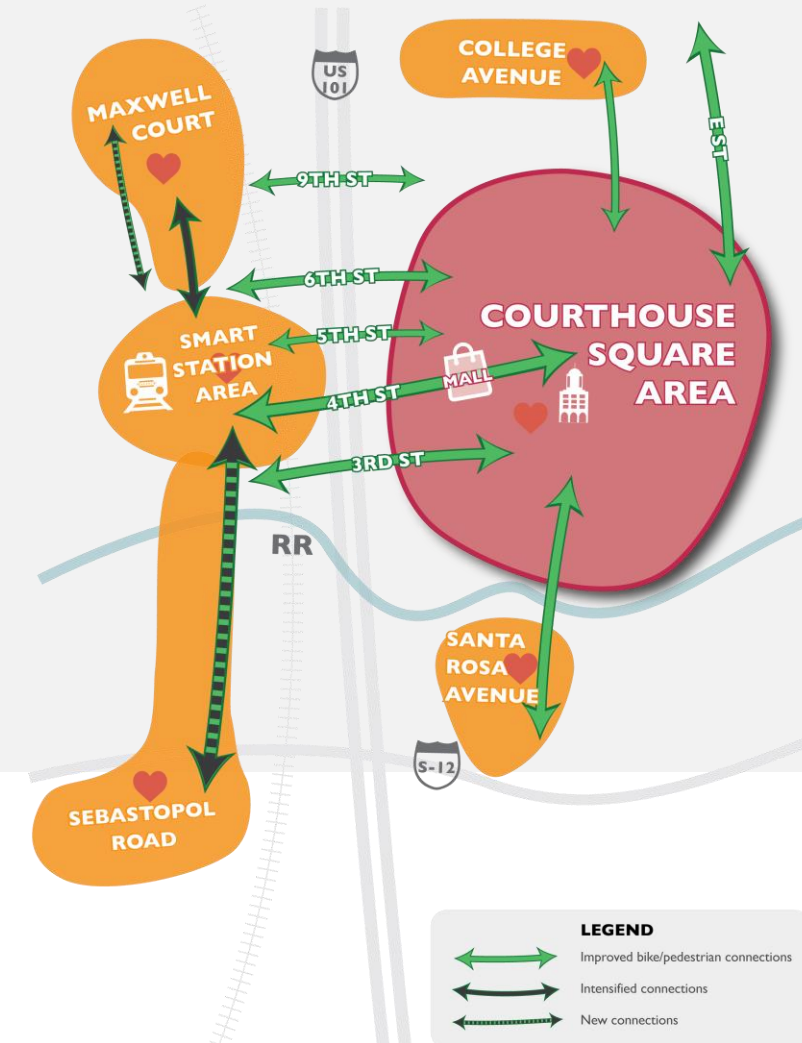 US
101
COLLEGE
AVENUE
MAXWELL
COURT
E ST
9TH ST
6TH ST
COURTHOUSE
SQUARE
AREA
SMART
STATION
AREA
5TH ST
MALL
4TH ST
3RD ST
RR
SANTA
ROSA
AVENUE
S-12
SEBASTOPOL
ROAD
LEGEND
Improved bike/pedestrian connections
Intensified connections
New connections